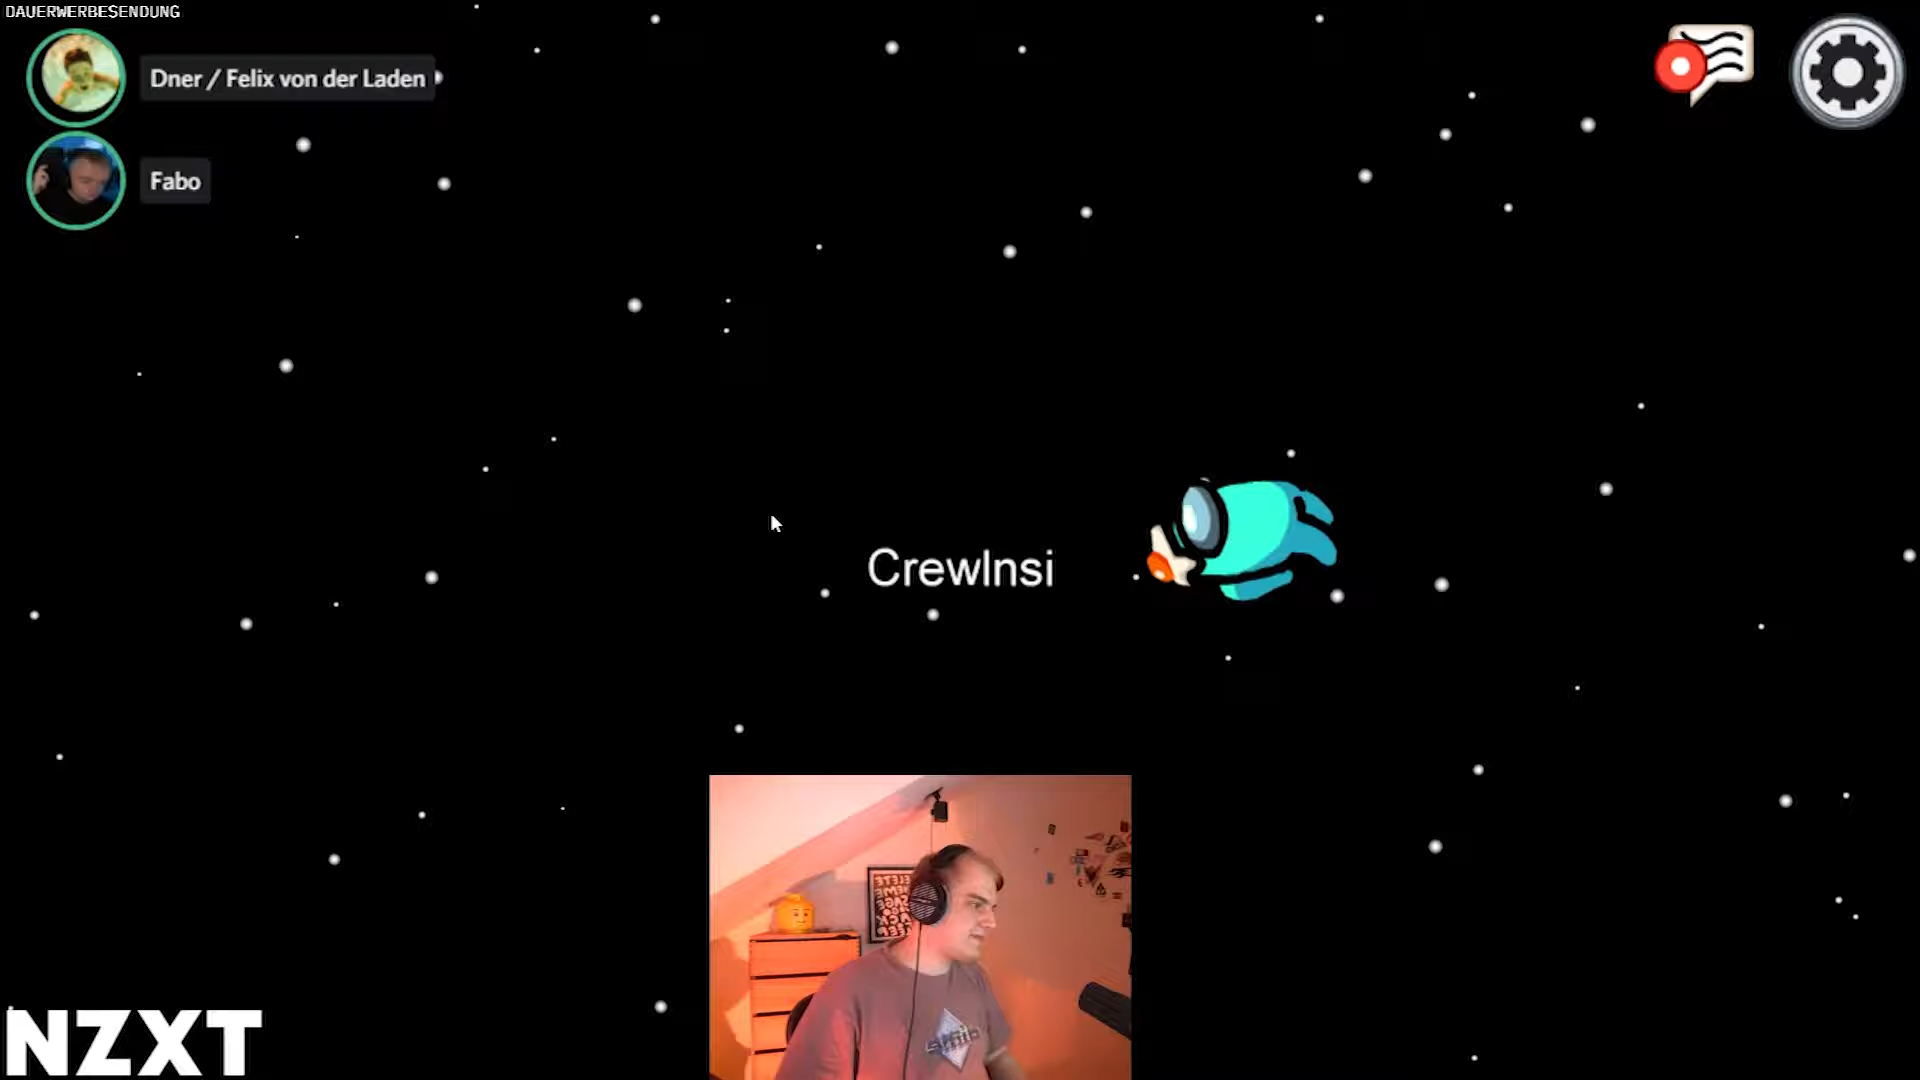 DAUERWERBESENDUNG
Dner / Felix von der Laden
Fabo
CrewInsi
NZXT